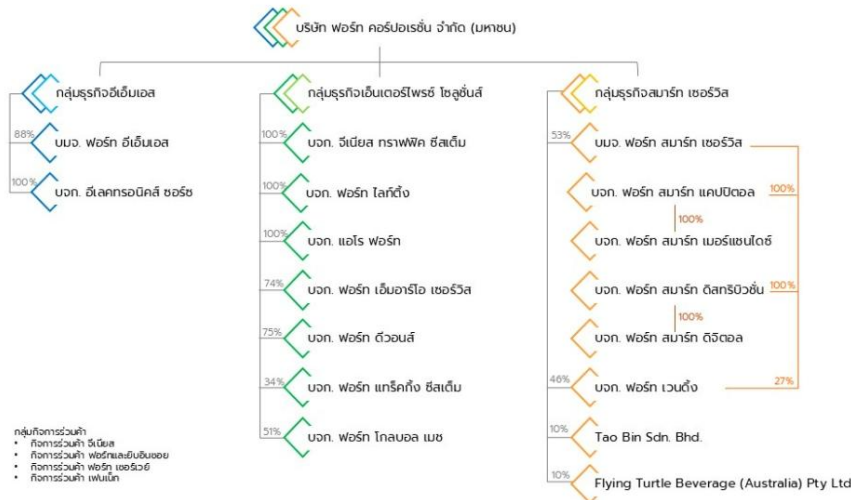 บริษัท ฟอร์ท คอร์ปอเรชั่น จำกัด (มหาชน)
กลุ่มธุรกิจอีเอ็มเอส
88%
บมจ. ฟอร์ท อีเอ็มเอส
100%
บจก. อีเลคทรอนิคส์ ซอร์ซ
กลุ่มธุรกิจเอ็นเตอร์ไพรซ์ โซลูชั่นส์
100%
บจก. จีเนียส ทราฟฟิค ซีสเต็ม
100%
บจก. ฟอร์ท ไลท์ติ้ง
100%
บจก. แอโร ฟอร์ท
74%
บจก. ฟอร์ท เอ็มอาร์โอ เซอร์วิส
75%
บจก. ฟอร์ท ดีวอนส์
34%
บจก. ฟอร์ท แทร็คกิ้ง ซีสเต็ม
51%
บจก. ฟอร์ท โกลบอล เมช
กลุ่มธุรกิจสมาร์ท เซอร์วิส
53%
บมจ. ฟอร์ท สมาร์ท เซอร์วิส
บจก. ฟอร์ท สมาร์ท แคปปิตอล 100%
100%
บจก. ฟอร์ท สมาร์ท เมอร์แชนไดซ์
บจก. ฟอร์ท สมาร์ท ดิสทริบิวชั่น 100%
100%
บจก. ฟอร์ท สมาร์ท ดิจิตอล
46%
บจก. ฟอร์ท เวนดิ้ง 27%
10%
Tao Bin Sdn. Bhd.
10%
Flying Turtle Beverage (Australia) Pty Ltd
กลุ่มกิจการร่วมค้า
• กิจการร่วมค้า จีเนียส
• กิจการร่วมค้า ฟอร์ทและยิบอินซอย
• กิจการร่วมค้า ฟอร์ท เซอร์เวย์
• กิจการร่วมค้า เฟนเน็ท